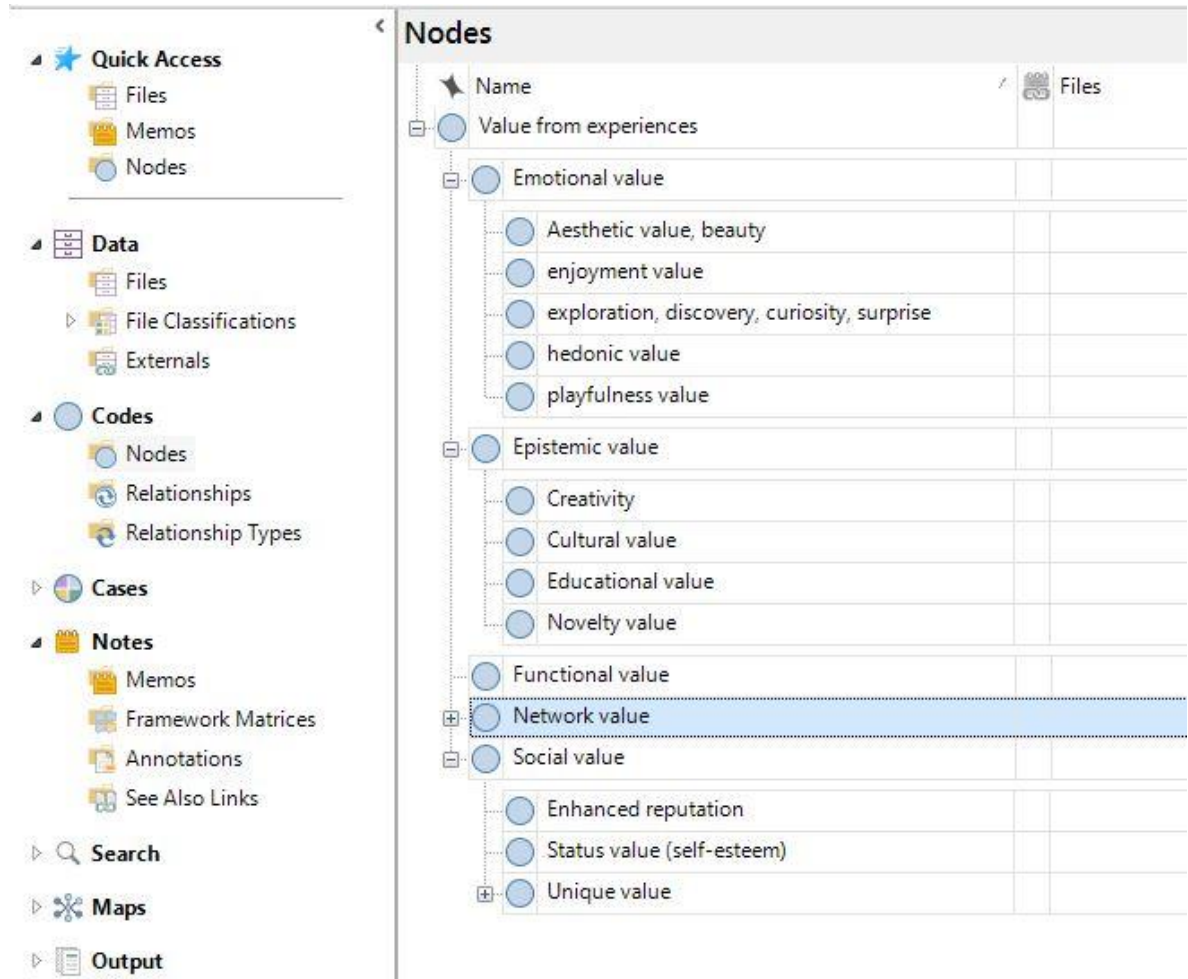 Quick Access
Files
Memos
Nodes
Data
Files
File Classifications
Externals
Codes
Nodes
Relationships
Relationship Types
Cases
Notes
Memos
Framework Matrices
Annotations
See Also Links
Search
Maps
Output
Nodes
Name Files
Value from experiences
Emotional value
Aesthetic value, beauty
enjoyment value
exploration, discovery, curiosity, surprise
hedonic value
playfulness value
Epistemic value
Creativity
Cultural value
Educational value
Novelty value
Functional value
Network value
Social value
Enhanced reputation
Status value (self-esteem)
Unique value